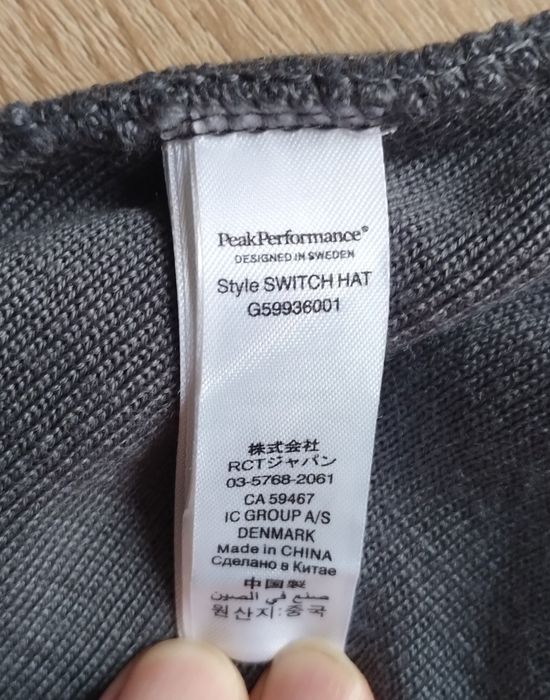 PeakPerformance®
DESIGNED IN SWEDEN
Style SWITCH HAT
G59936001
株式会社
RCTジャパン
03-5768-2061
CA 59467
IC GROUP A/S
DENMARK
Made in CHINA
Сделано в Китае
中国製
صنع في الصين
원산지:중국